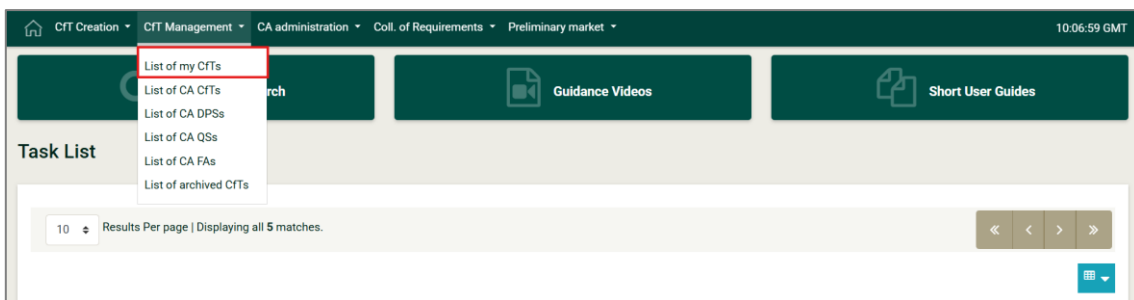 CfT Creation CfT Management CA administration Coll. of Requirements Preliminary market 10:06:59 GMT
List of my CfTs
List of CA CfTs
List of CA DPSs
List of CA QSs
List of CA FAs
List of archived CfTs
rch
Guidance Videos
Short User Guides
Task List
10 Results Per page | Displaying all 5 matches.